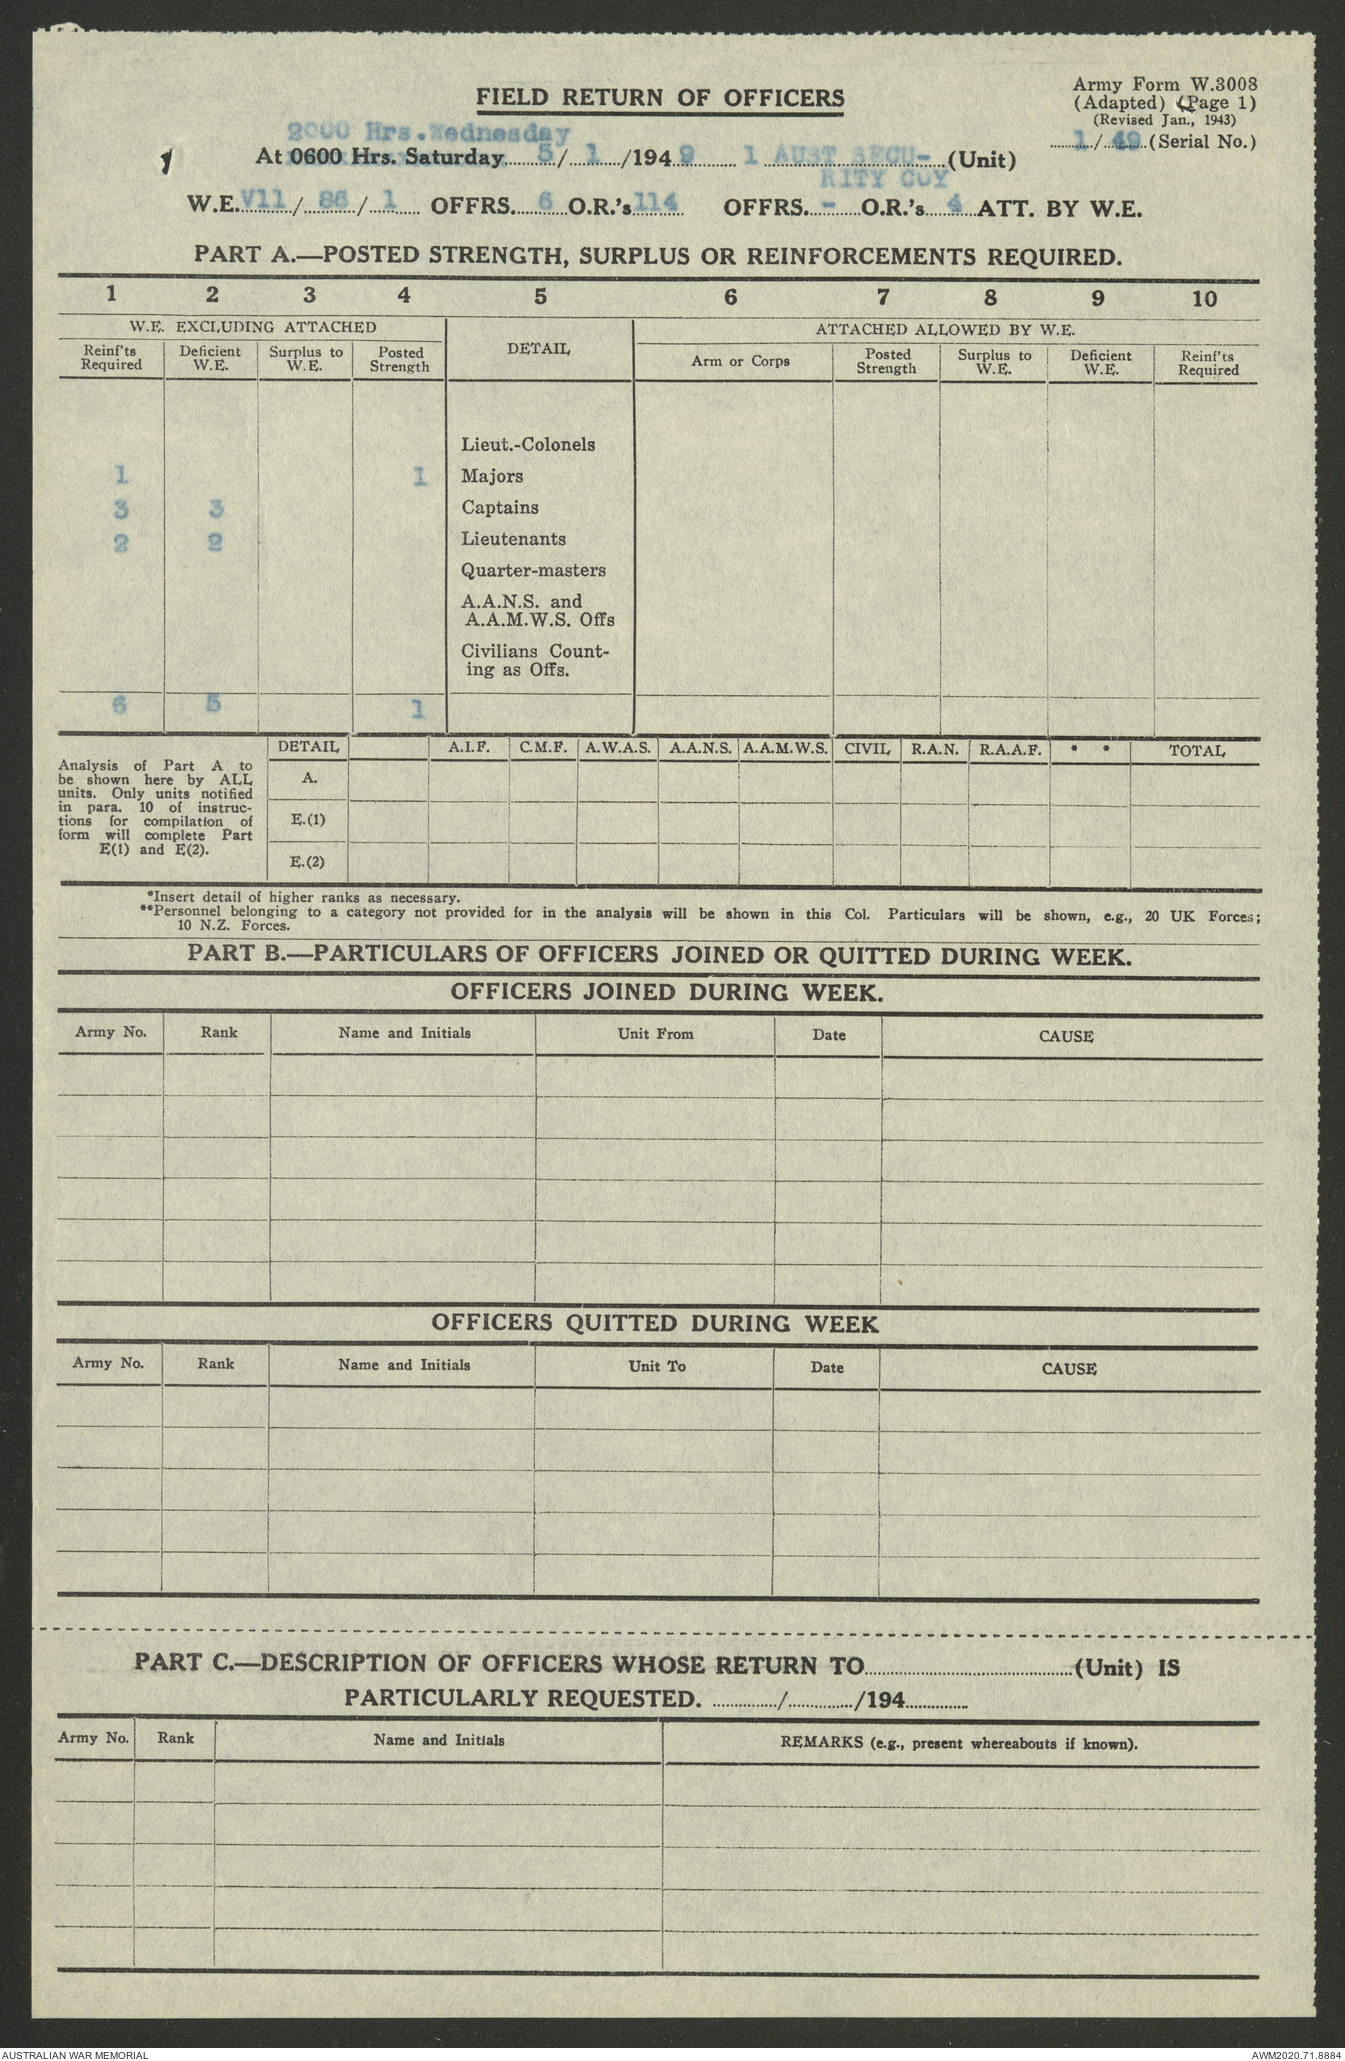 Army Form W.3008
(Adapted) (Page 1)
(Revised Jan., 1943)
FIELD RETURN OF OFFICERS
2000 Hrs. Wednesday
1/49 (Serial No.)
At 0600 Hrs. Saturday 5/1/1949 1 AUST SECU- (Unit)
RITY COY
W.E. V11/86/1 OFFRS. 6 O.R.'s 114 OFFRS. - O.R.'s 4 ATT. BY W.E.
PART A.—POSTED STRENGTH, SURPLUS OR REINFORCEMENTS REQUIRED.
1 2 3 4 5 6 7 8 9 10
W.E. EXCLUDING ATTACHED DETAIL ATTACHED ALLOWED BY W.E.
Reinf'ts Required Deficient W.E. Surplus to W.E. Posted Strength Arm or Corps Posted Strength Surplus to W.E. Deficient W.E. Reinf'ts Required
Lieut.-Colonels
1 1 Majors
3 3 Captains
2 2 Lieutenants
Quarter-masters
A.A.N.S. and
A.A.M.W.S. Offs
Civilians Count-
ing as Offs.
6 5 1
DETAIL A.I.F. C.M.F. A.W.A.S. A.A.N.S. A.A.M.W.S. CIVIL R.A.N. R.A.A.F. * * TOTAL
Analysis of Part A to
be shown here by ALL
units. Only units notified
in para. 10 of instruc-
tions for compilation of
form will complete Part
E(1) and E(2).
A.
E.(1)
E.(2)
*Insert detail of higher ranks as necessary.
**Personnel belonging to a category not provided for in the analysis will be shown in this Col. Particulars will be shown, e.g., 20 UK Forces;
10 N.Z. Forces.
PART B.—PARTICULARS OF OFFICERS JOINED OR QUITTED DURING WEEK.
OFFICERS JOINED DURING WEEK.
Army No. Rank Name and Initials Unit From Date CAUSE
OFFICERS QUITTED DURING WEEK
Army No. Rank Name and Initials Unit To Date CAUSE
PART C.—DESCRIPTION OF OFFICERS WHOSE RETURN TO (Unit) IS
PARTICULARLY REQUESTED. / /194
Army No. Rank Name and Initials REMARKS (e.g., present whereabouts if known).
AUSTRALIAN WAR MEMORIAL AWM2020.71.8884